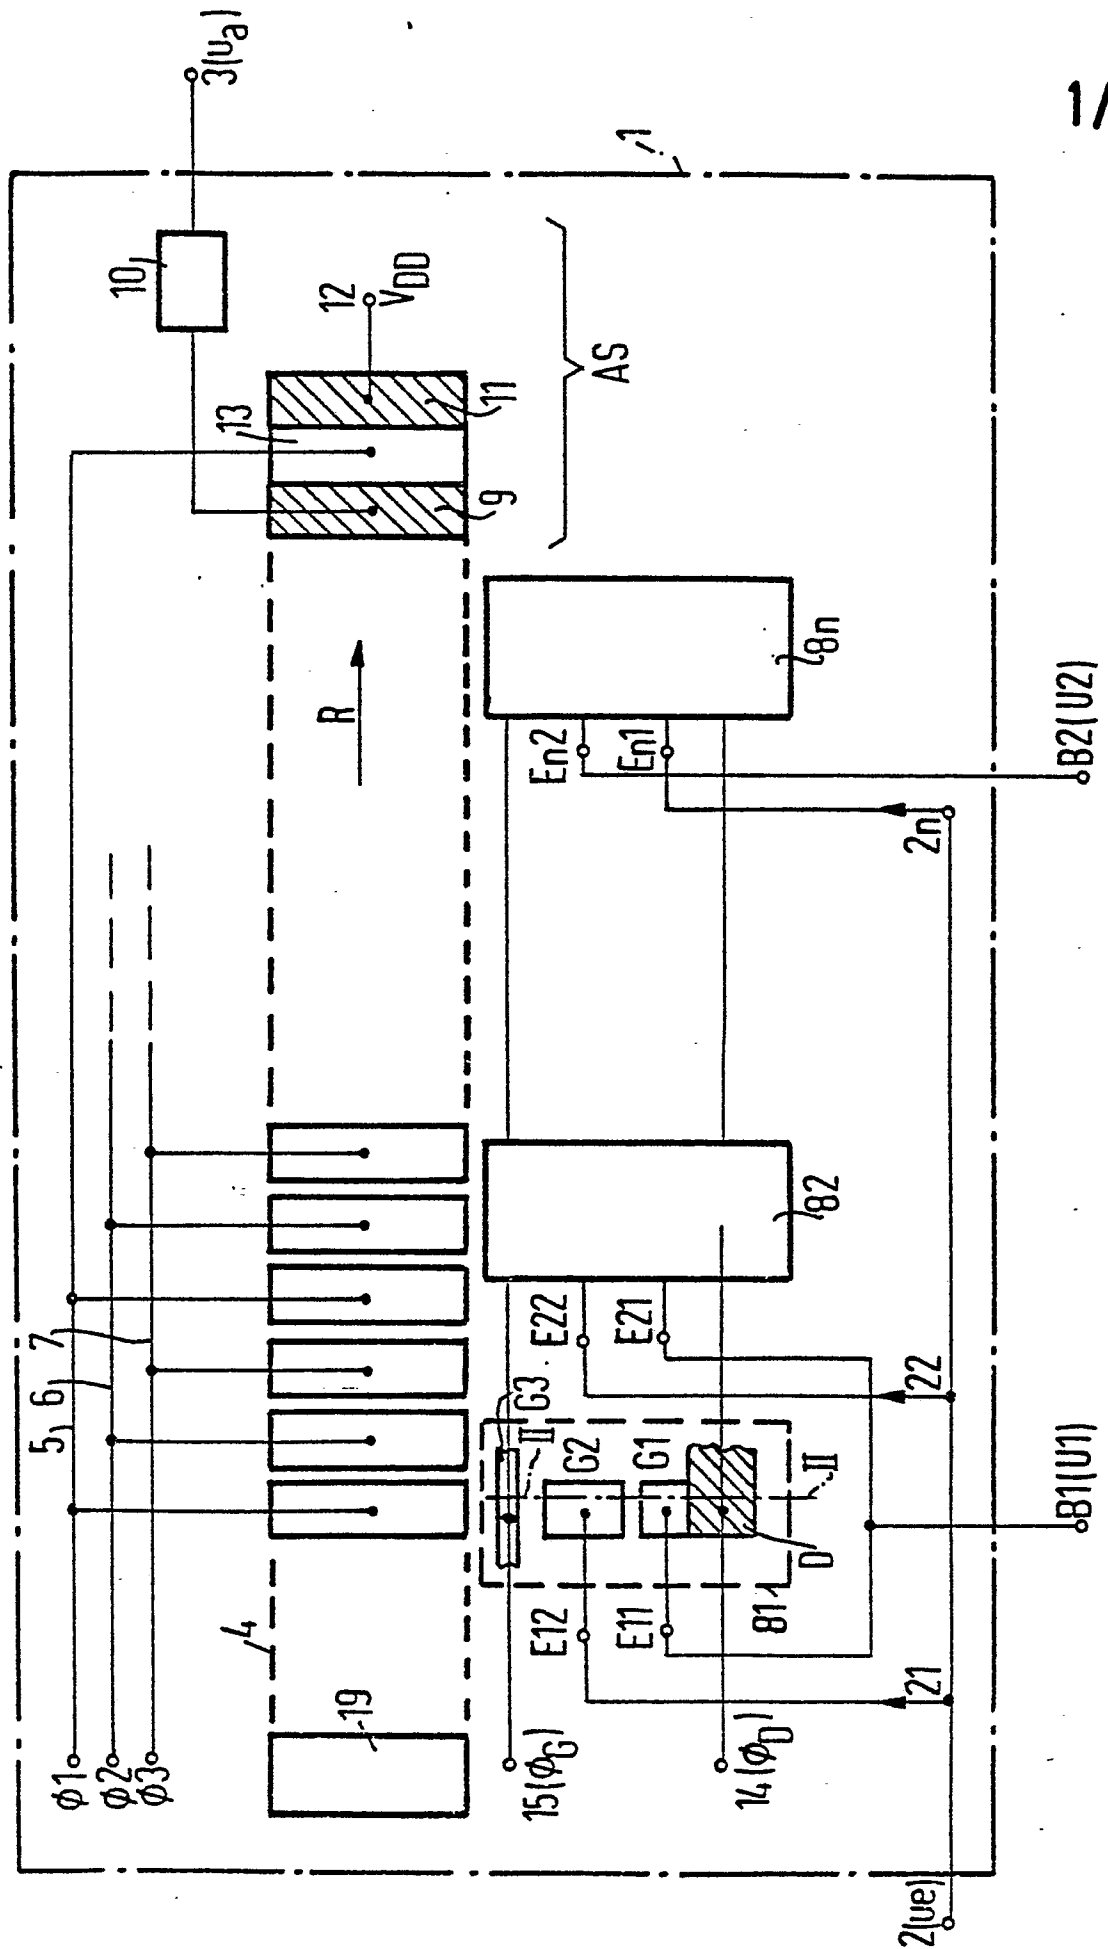 1/
3(ua)
1
10
12
VDD
AS
11
13
9
8n
R
En2
En1
B2(U2)
2n
82
E22
E21
22
5
6
7
G3
II
G2
G1
II
D
B1(U1)
E12
E11
81
21
4
19
ϕ1
ϕ2
ϕ3
15(ϕG)
14(ϕD)
2(ue)